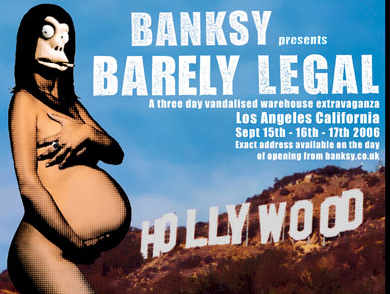 BANKSY
presents
BARELY LEGAL
A three day vandalised warehouse extravaganza
Los Angeles California
Sept 15th - 16th - 17th 2006
Exact address available on the day
of opening from banksy.co.uk
HOLLYWOOD